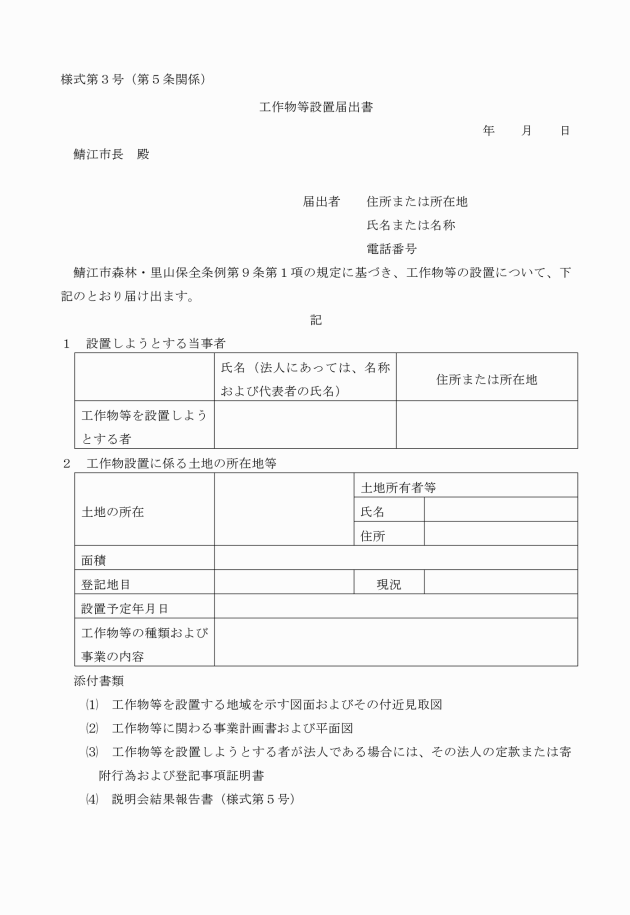 様式第３号（第５条関係）
工作物等設置届出書
年　　月　　日
鯖江市長　殿
届出者　　住所または所在地
氏名または名称
電話番号
鯖江市森林・里山保全条例第９条第１項の規定に基づき、工作物等の設置について、下
記のとおり届け出ます。
記
１　設置しようとする当事者
氏名（法人にあっては、名称
および代表者の氏名）
住所または所在地
工作物等を設置しよう
とする者
２　工作物設置に係る土地の所在地等
土地の所在
土地所有者等
氏名
住所
面積
登記地目
現況
設置予定年月日
工作物等の種類および
事業の内容
添付書類
⑴　工作物等を設置する地域を示す図面およびその付近見取図
⑵　工作物等に関わる事業計画書および平面図
⑶　工作物等を設置しようとする者が法人である場合には、その法人の定款または寄
附行為および登記事項証明書
⑷　説明会結果報告書（様式第５号）